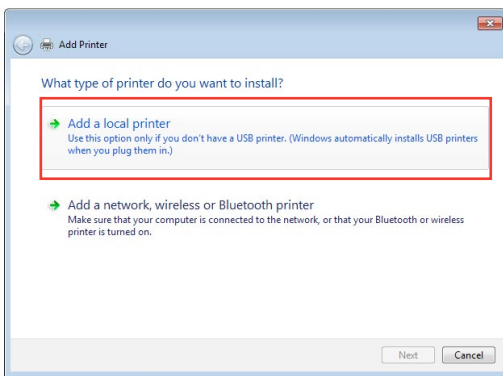 Add Printer
What type of printer do you want to install?
Add a local printer
Use this option only if you don't have a USB printer. (Windows automatically installs USB printers
when you plug them in.)
Add a network, wireless or Bluetooth printer
Make sure that your computer is connected to the network, or that your Bluetooth or wireless
printer is turned on.
Next
Cancel